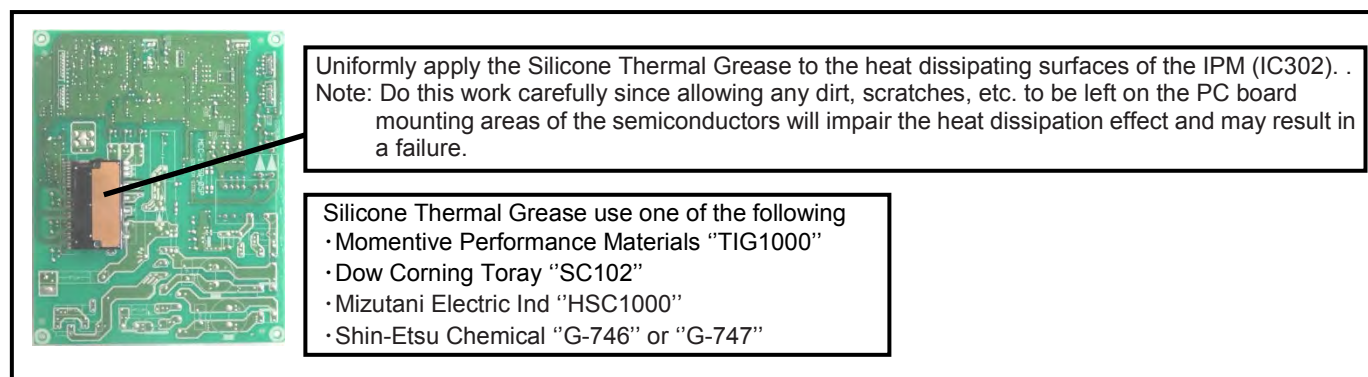 Uniformly apply the Silicone Thermal Grease to the heat dissipating surfaces of the IPM (IC302). .
Note: Do this work carefully since allowing any dirt, scratches, etc. to be left on the PC board
mounting areas of the semiconductors will impair the heat dissipation effect and may result in
a failure.
Silicone Thermal Grease use one of the following
・Momentive Performance Materials ‘’TIG1000’’
・Dow Corning Toray ‘’SC102’’
・Mizutani Electric Ind ‘’HSC1000’’
・Shin-Etsu Chemical ‘’G-746’’ or ‘’G-747’’